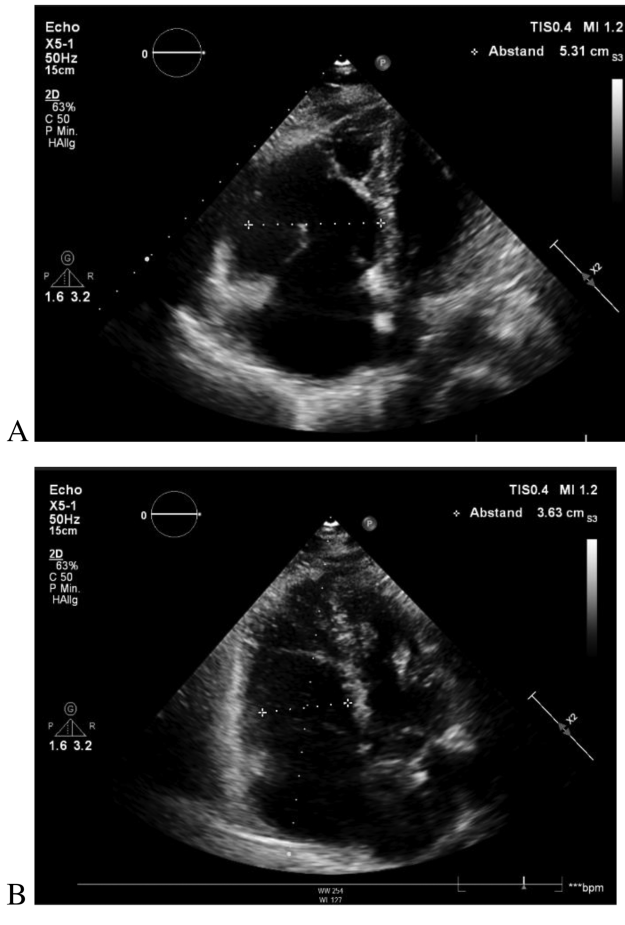 Echo
X5-1
50Hz
15cm
2D
63%
C 50
P Min.
HAllg
0
P
TIS0.4 MI 1.2
Abstand 5.31 cm
S3
G
P R
1.6 3.2
X2
A
Echo
X5-1
50Hz
15cm
2D
63%
C 50
P Min.
HAllg
0
P
TIS0.4 MI 1.2
Abstand 3.63 cm
S3
G
P R
1.6 3.2
X2
B
***bpm
WW 254
WL 127